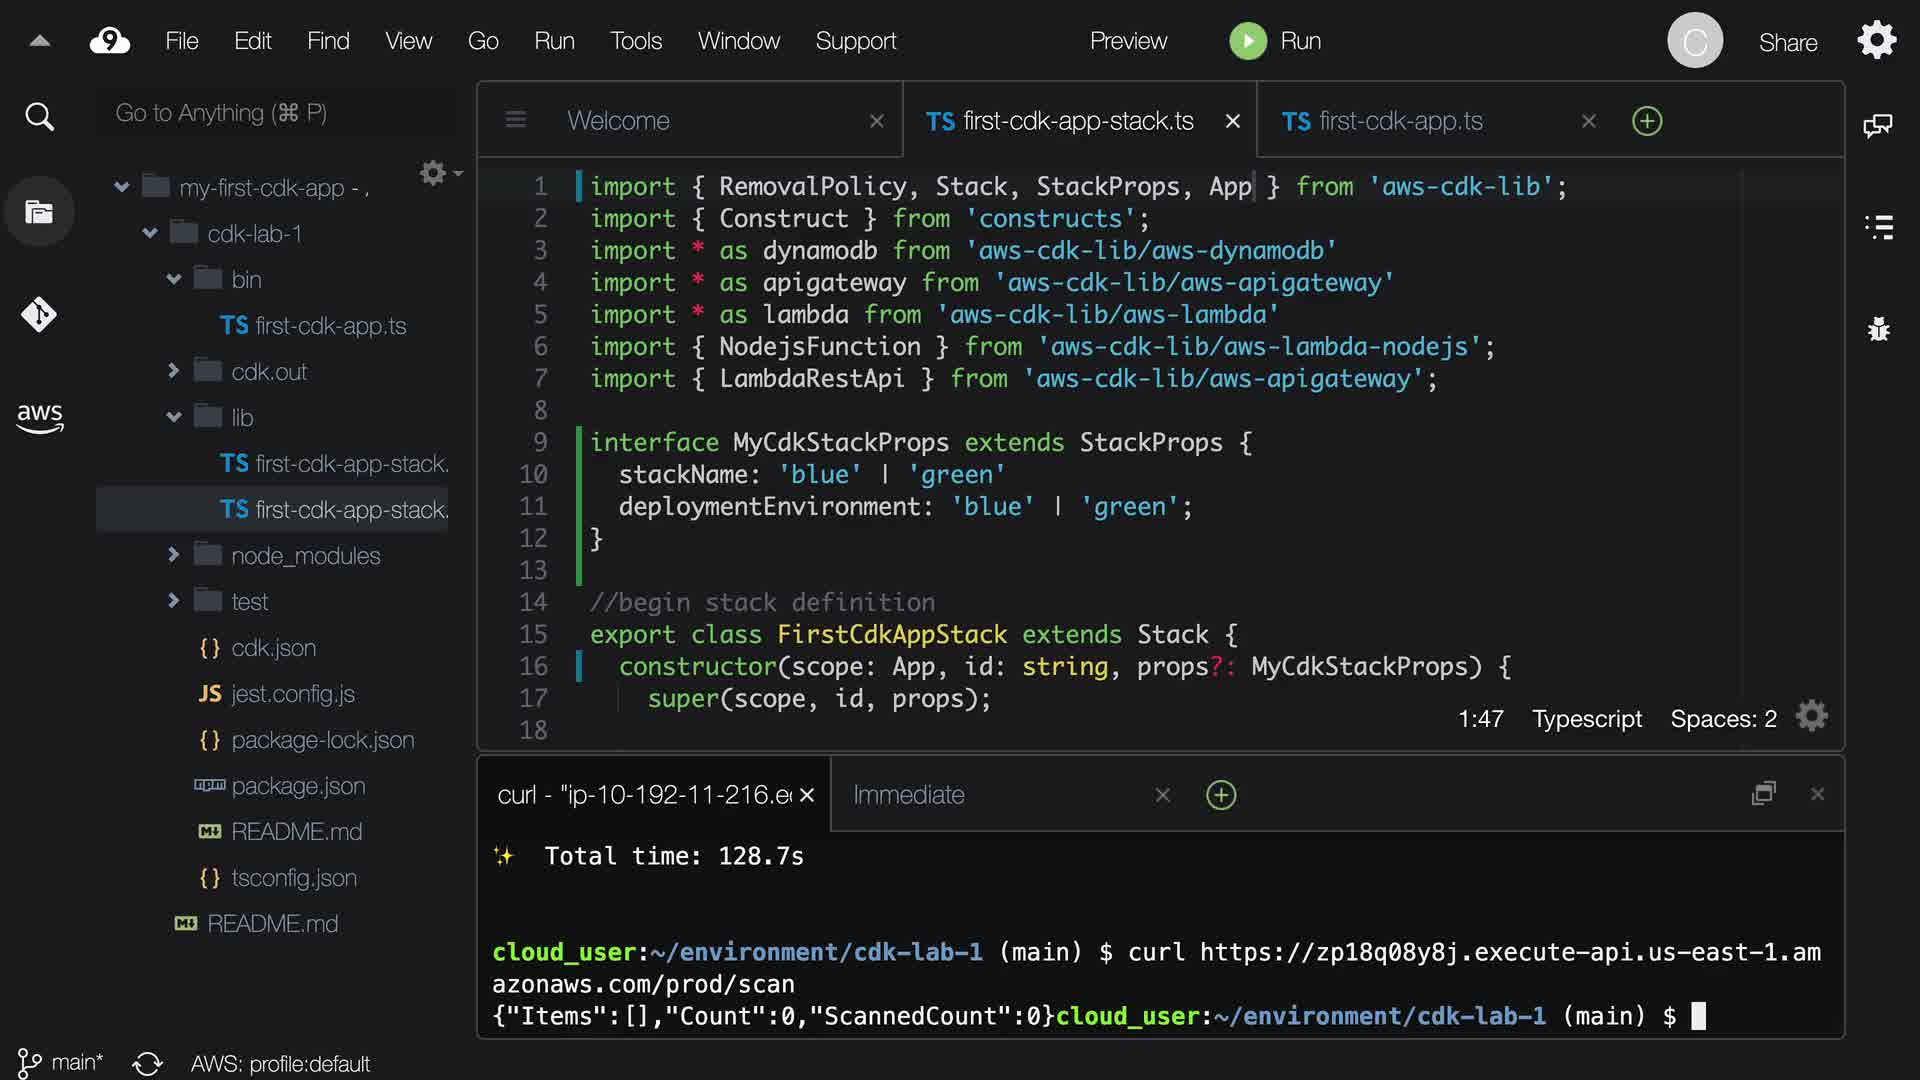 9 File Edit Find View Go Run Tools Window Support Preview Run C Share
Go to Anything (⌘ P)
my-first-cdk-app - ,
cdk-lab-1
bin
TS first-cdk-app.ts
cdk.out
lib
TS first-cdk-app-stack.
TS first-cdk-app-stack.
node_modules
test
{} cdk.json
JS jest.config.js
{} package-lock.json
npm package.json
M↓ README.md
{} tsconfig.json
M↓ README.md
aws
Welcome
TS first-cdk-app-stack.ts
TS first-cdk-app.ts
1 import { RemovalPolicy, Stack, StackProps, App } from 'aws-cdk-lib';
2 import { Construct } from 'constructs';
3 import * as dynamodb from 'aws-cdk-lib/aws-dynamodb'
4 import * as apigateway from 'aws-cdk-lib/aws-apigateway'
5 import * as lambda from 'aws-cdk-lib/aws-lambda'
6 import { NodejsFunction } from 'aws-cdk-lib/aws-lambda-nodejs';
7 import { LambdaRestApi } from 'aws-cdk-lib/aws-apigateway';
8
9 interface MyCdkStackProps extends StackProps {
10 stackName: 'blue' | 'green'
11 deploymentEnvironment: 'blue' | 'green';
12 }
13
14 //begin stack definition
15 export class FirstCdkAppStack extends Stack {
16 constructor(scope: App, id: string, props?: MyCdkStackProps) {
17 super(scope, id, props);
18
1:47 Typescript Spaces: 2
curl - "ip-10-192-11-216.ec
Immediate
✨ Total time: 128.7s
cloud_user:~/environment/cdk-lab-1 (main) $ curl https://zp18q08y8j.execute-api.us-east-1.am
azonaws.com/prod/scan
{"Items":[],"Count":0,"ScannedCount":0}cloud_user:~/environment/cdk-lab-1 (main) $
main* AWS: profile:default